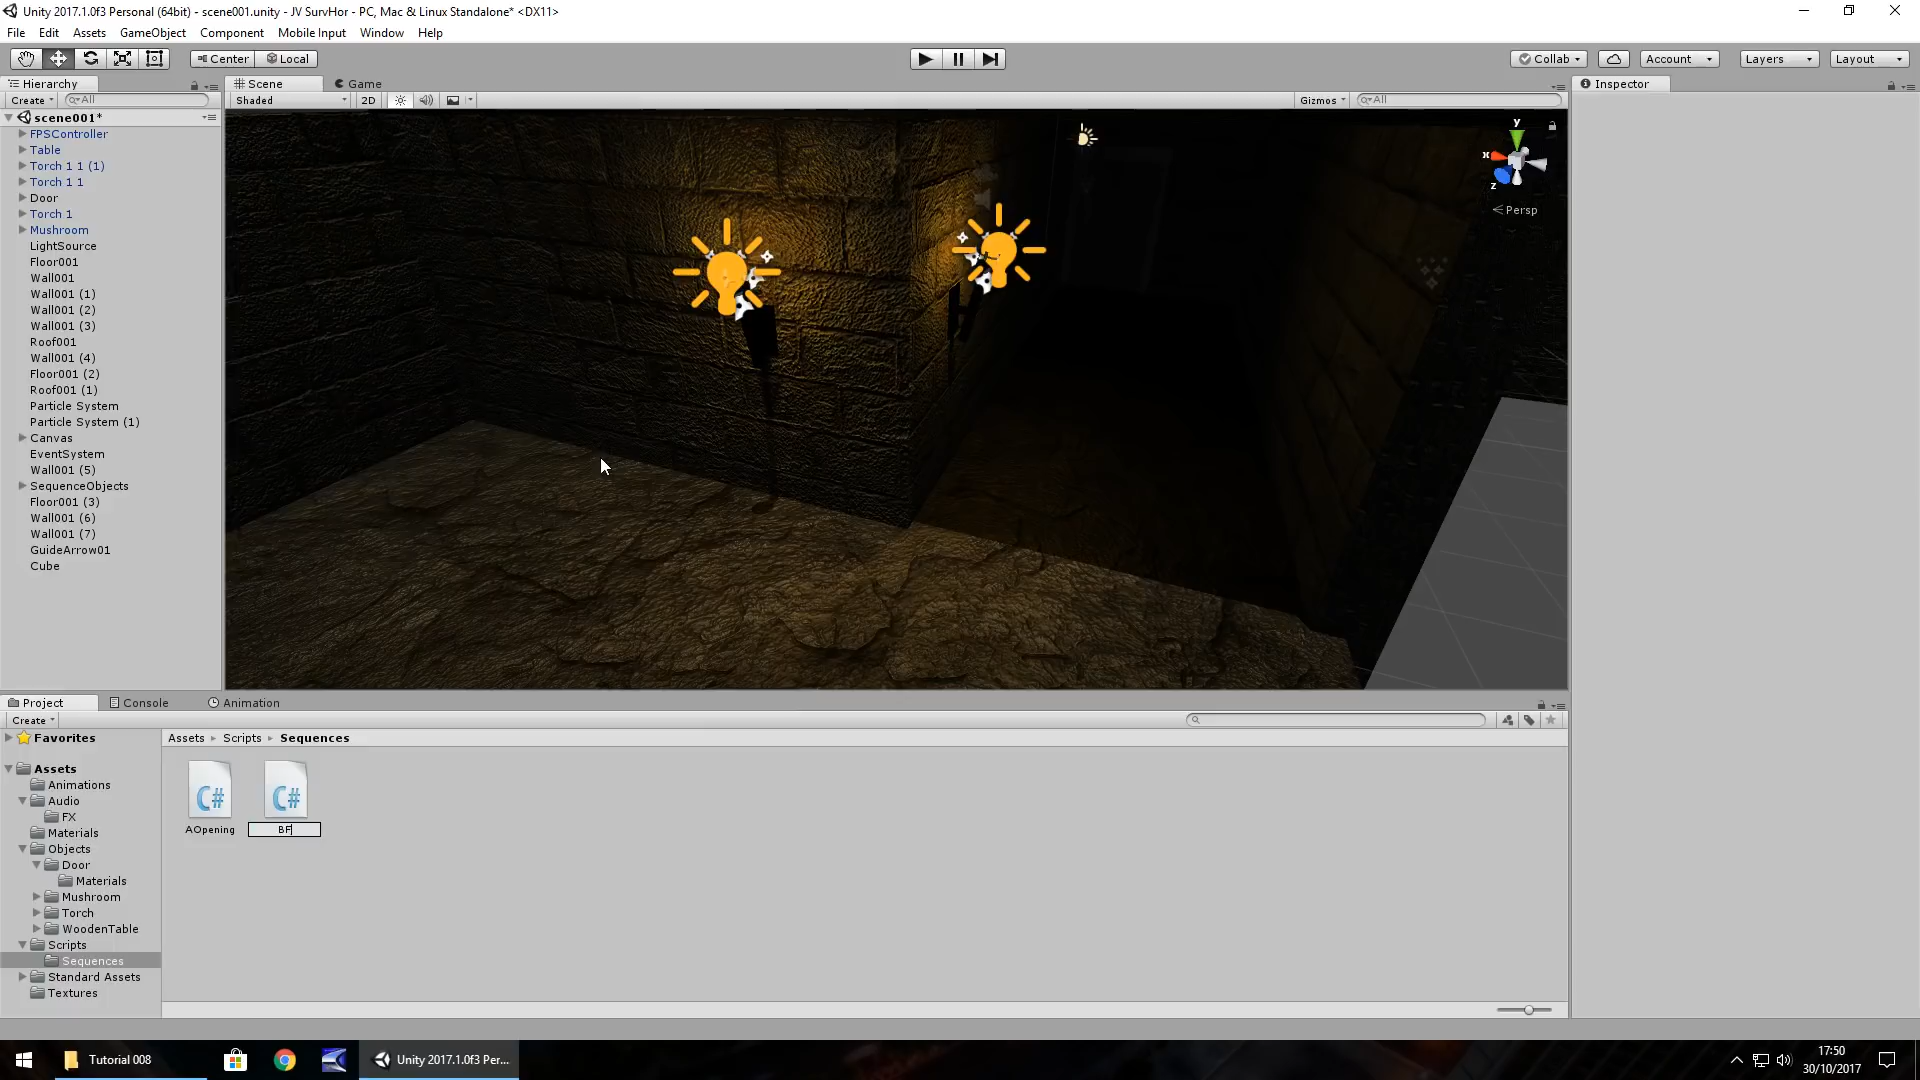 Unity 2017.1.0f3 Personal (64bit) - scene001.unity - JV SurvHor - PC, Mac & Linux Standalone* <DX11>
File Edit Assets GameObject Component Mobile Input Window Help
Center Local Collab Account Layers Layout
Hierarchy Scene Game Inspector
Create All Shaded 2D Gizmos All
scene001*
FPSController
Table
Torch 1 1 (1)
Torch 1 1
Door
Torch 1
Mushroom
LightSource
Floor001
Wall001
Wall001 (1)
Wall001 (2)
Wall001 (3)
Roof001
Wall001 (4)
Floor001 (2)
Roof001 (1)
Particle System
Particle System (1)
Canvas
EventSystem
Wall001 (5)
SequenceObjects
Floor001 (3)
Wall001 (6)
Wall001 (7)
GuideArrow01
Cube
y
x
z
Persp
Project Console Animation
Create
Favorites
Assets
Animations
Audio
FX
Materials
Objects
Door
Materials
Mushroom
Torch
WoodenTable
Scripts
Sequences
Standard Assets
Textures
Assets Scripts Sequences
C# C#
AOpening BF
Tutorial 008 Unity 2017.1.0f3 Per...
17:50
30/10/2017